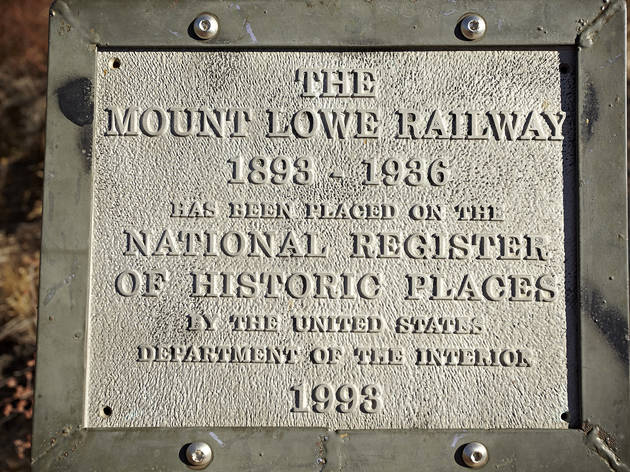 THE
MOUNT LOWE RAILWAY
1893 - 1936
HAS BEEN PLACED ON THE
NATIONAL REGISTER
OF HISTORIC PLACES
BY THE UNITED STATES
DEPARTMENT OF THE INTERIOR
1993